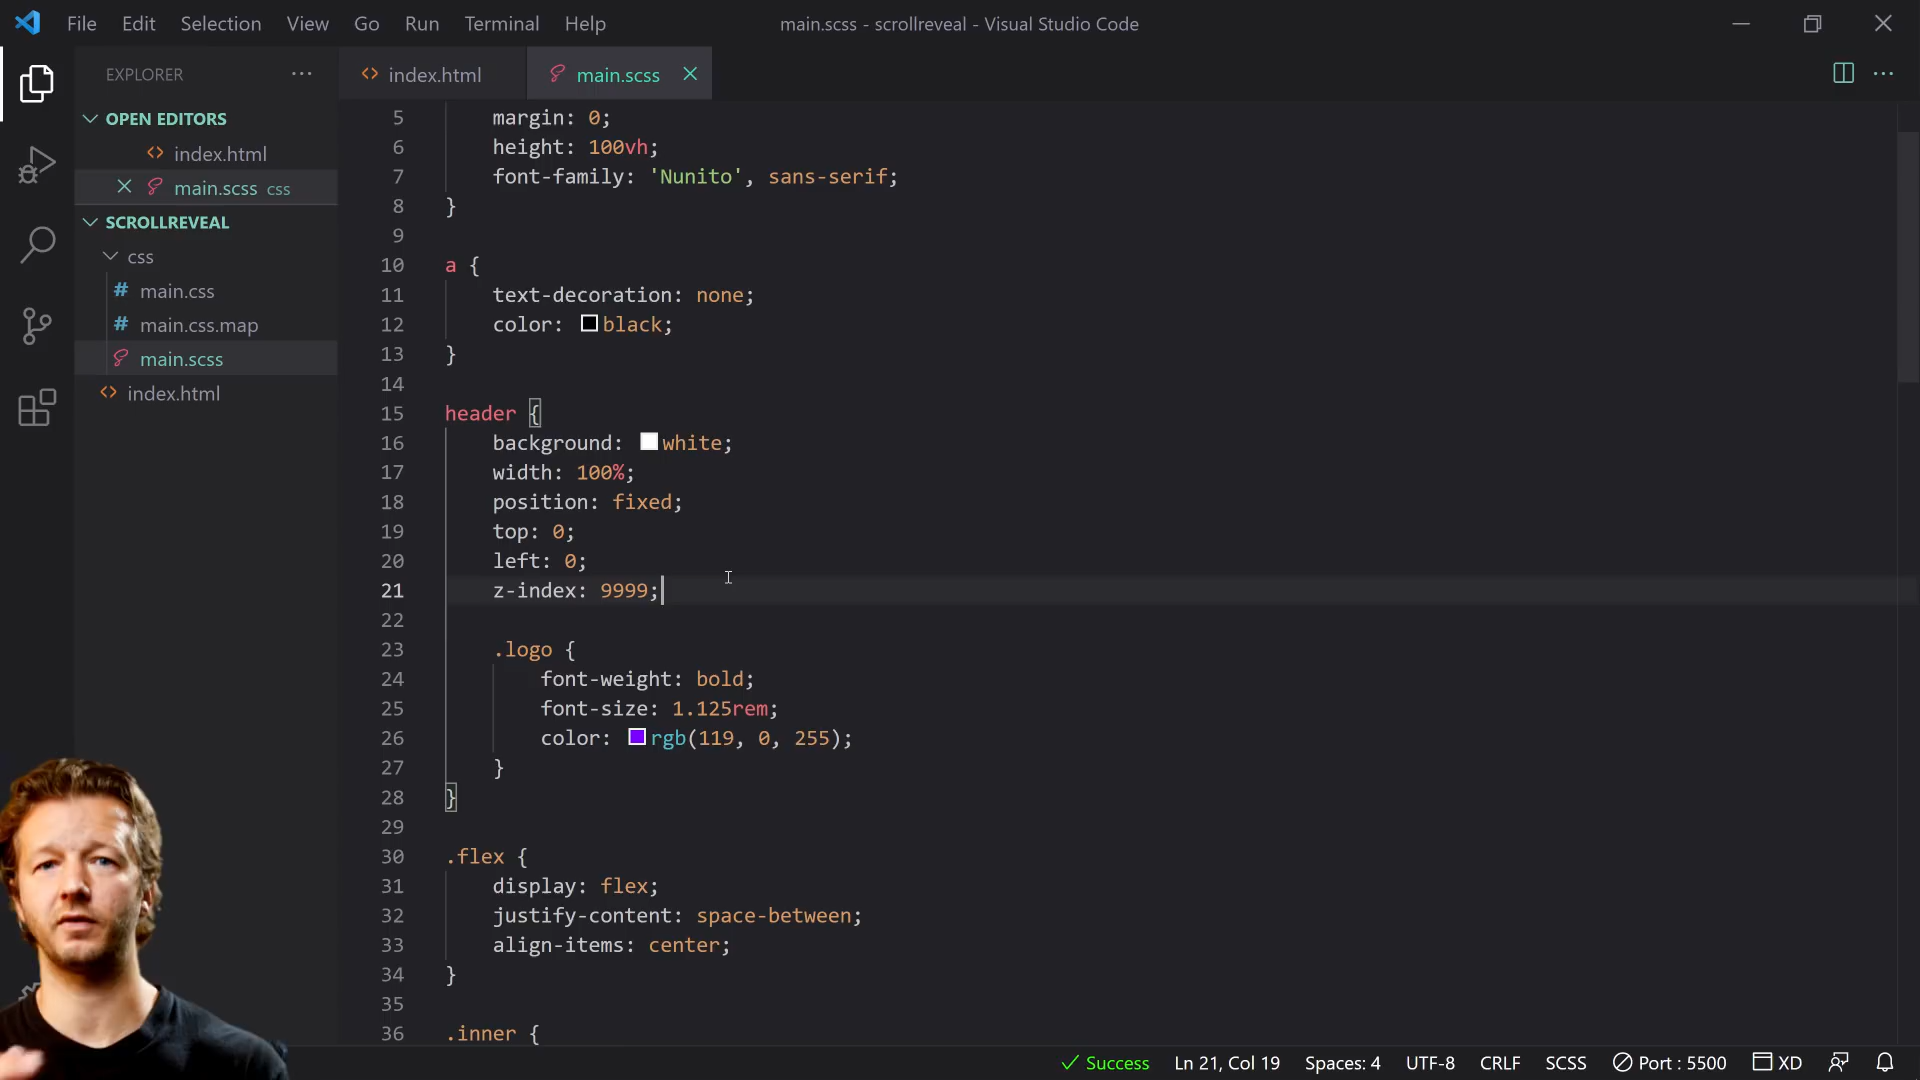 File Edit Selection View Go Run Terminal Help
main.scss - scrollreveal - Visual Studio Code
EXPLORER ···
index.html
main.scss
OPEN EDITORS
index.html
main.scss css
SCROLLREVEAL
css
# main.css
# main.css.map
main.scss
index.html
5 margin: 0;
6 height: 100vh;
7 font-family: 'Nunito', sans-serif;
8 }
9
10 a {
11 text-decoration: none;
12 color: black;
13 }
14
15 header {
16 background: white;
17 width: 100%;
18 position: fixed;
19 top: 0;
20 left: 0;
21 z-index: 9999;
22
23 .logo {
24 font-weight: bold;
25 font-size: 1.125rem;
26 color: rgb(119, 0, 255);
27 }
28 }
29
30 .flex {
31 display: flex;
32 justify-content: space-between;
33 align-items: center;
34 }
35
36 .inner {
Success Ln 21, Col 19 Spaces: 4 UTF-8 CRLF SCSS Port : 5500 XD